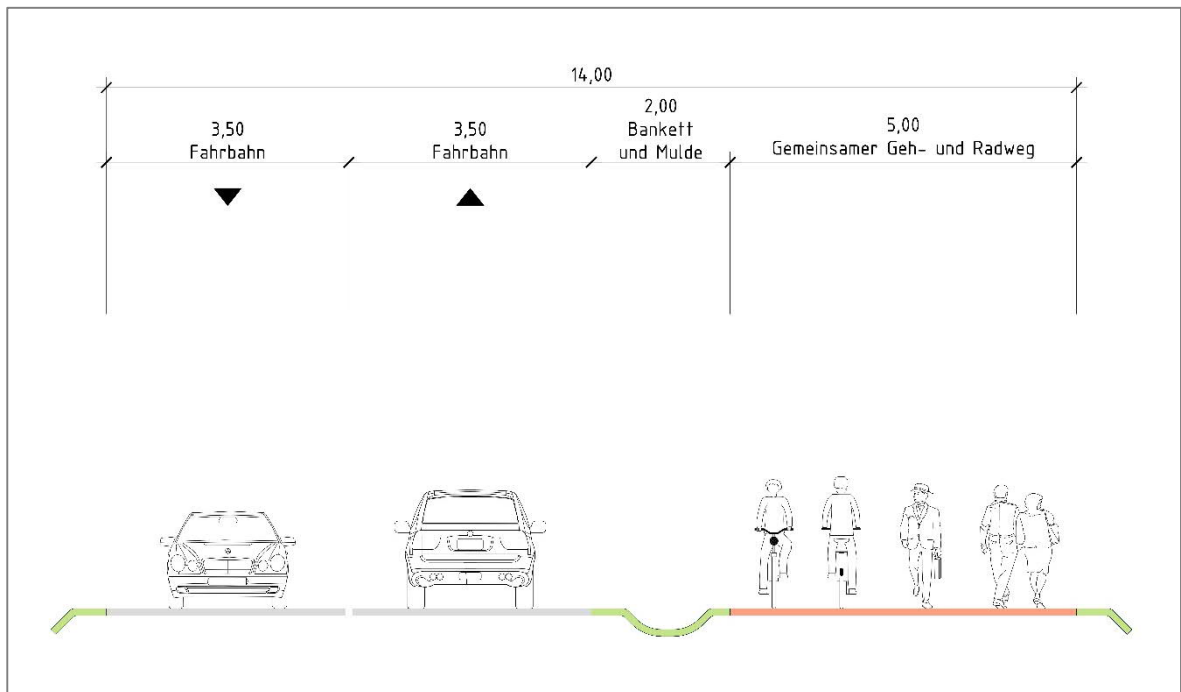 14,00
3,50
Fahrbahn
3,50
Fahrbahn
2,00
Bankett
und Mulde
5,00
Gemeinsamer Geh- und Radweg